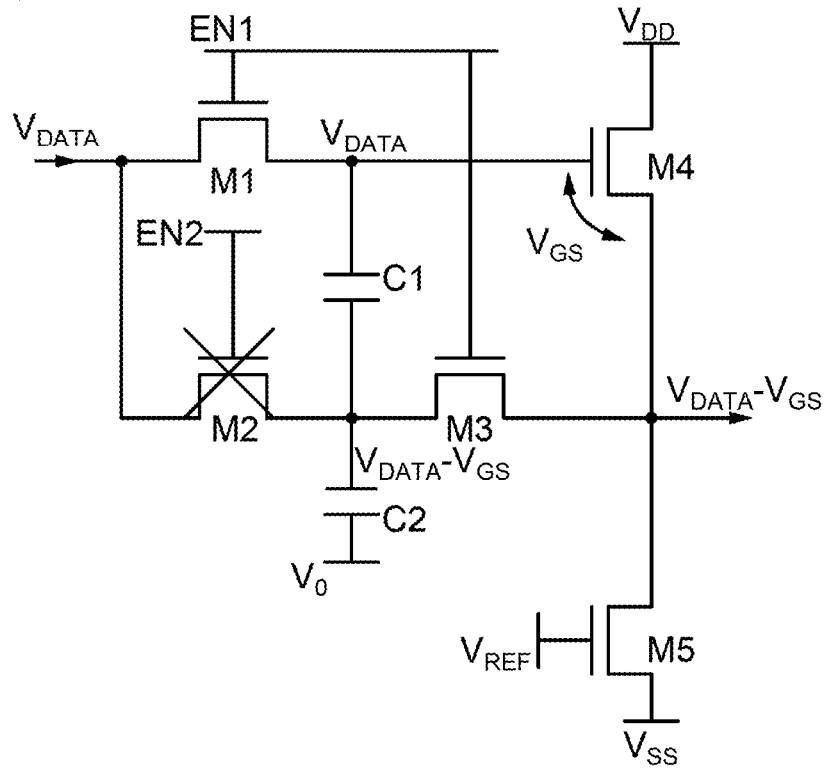 EN1
V_DD
V_DATA
V_DATA
M1
M4
EN2
V_GS
C1
V_DATA-V_GS
M2
M3
V_DATA-V_GS
C2
V_0
V_REF
M5
V_SS